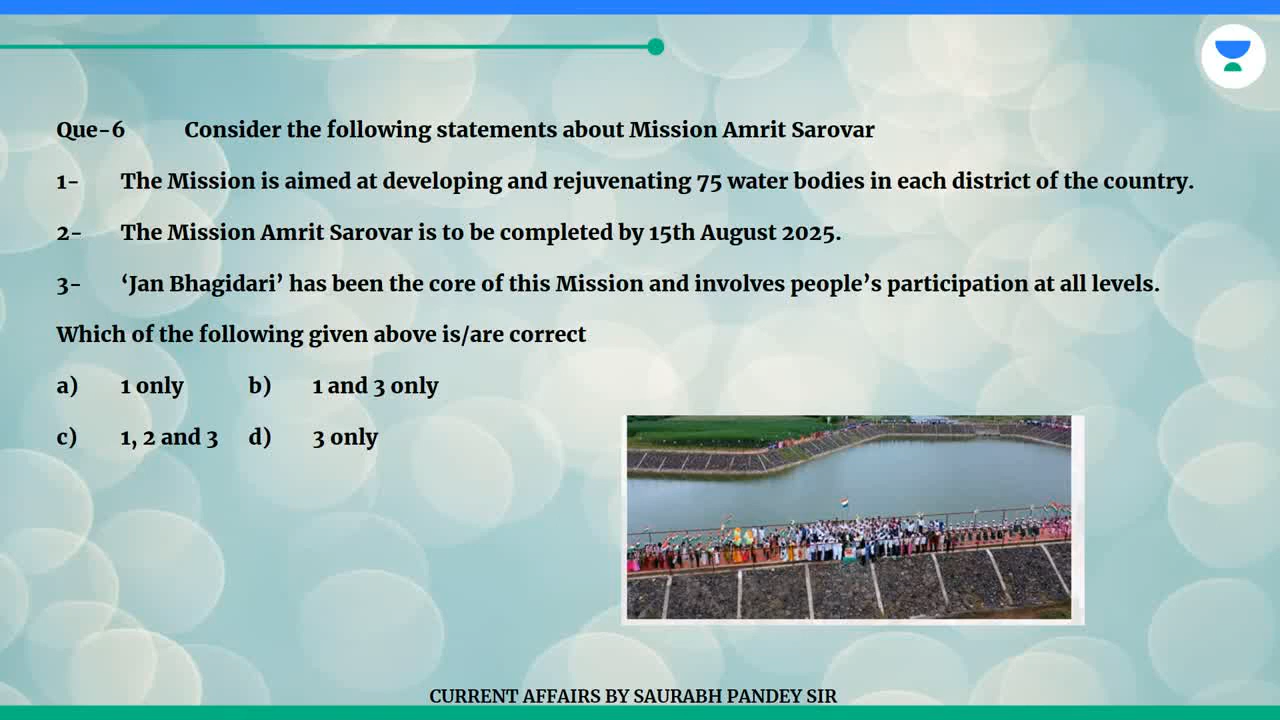 Que-6 Consider the following statements about Mission Amrit Sarovar
1- The Mission is aimed at developing and rejuvenating 75 water bodies in each district of the country.
2- The Mission Amrit Sarovar is to be completed by 15th August 2025.
3- ‘Jan Bhagidari’ has been the core of this Mission and involves people’s participation at all levels.
Which of the following given above is/are correct
a) 1 only b) 1 and 3 only
c) 1, 2 and 3 d) 3 only
CURRENT AFFAIRS BY SAURABH PANDEY SIR